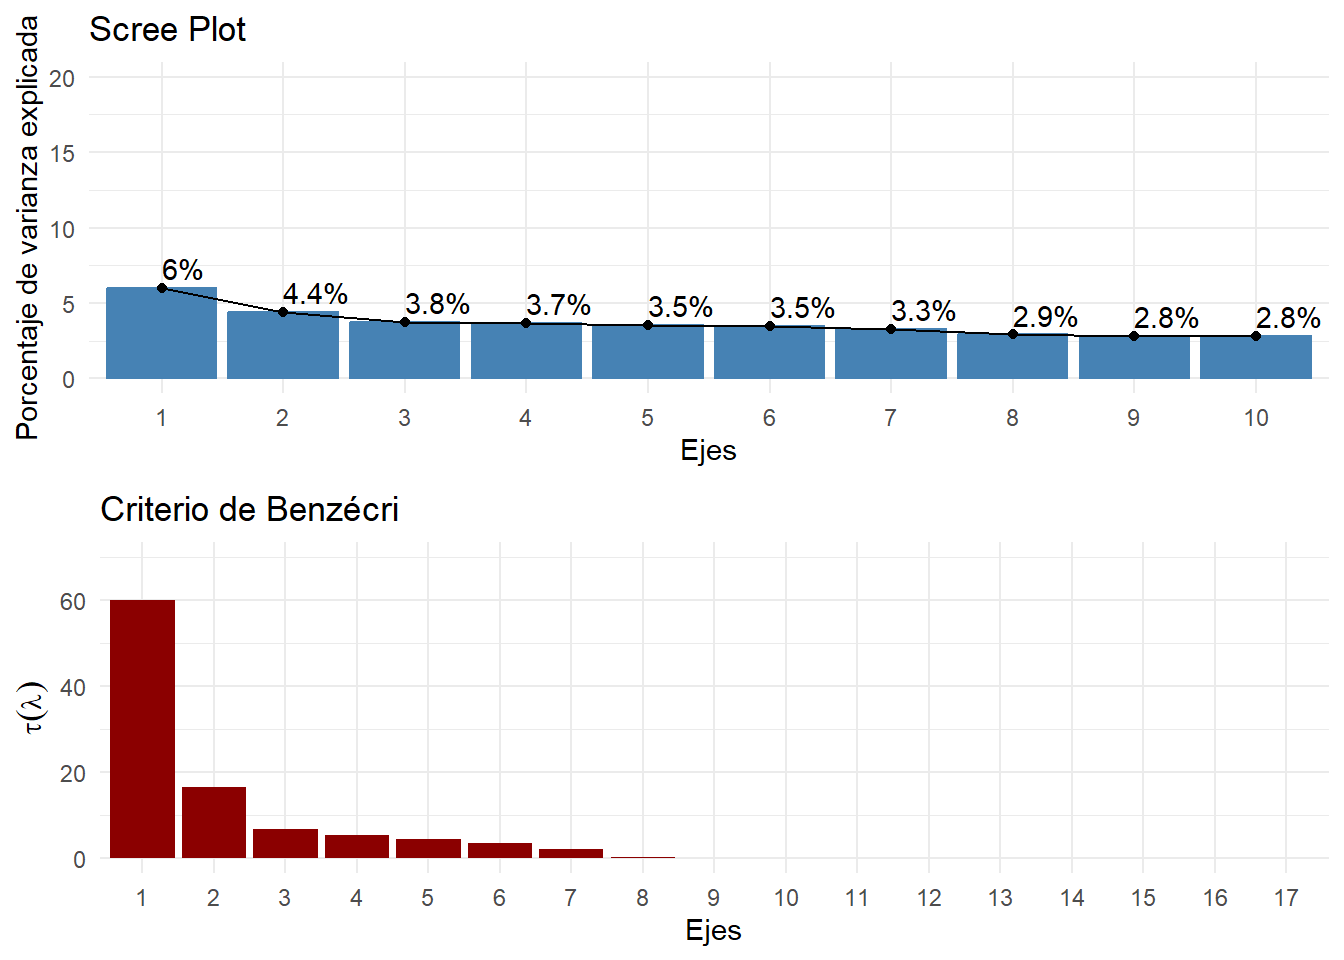 Scree Plot
Porcentaje de varianza explicada
20
15
10
5
0
6%
4.4%
3.8%
3.7%
3.5%
3.5%
3.3%
2.9%
2.8%
2.8%
1 2 3 4 5 6 7 8 9 10
Ejes
Criterio de Benzécri
τ(λ)
60
40
20
0
1 2 3 4 5 6 7 8 9 10 11 12 13 14 15 16 17
Ejes